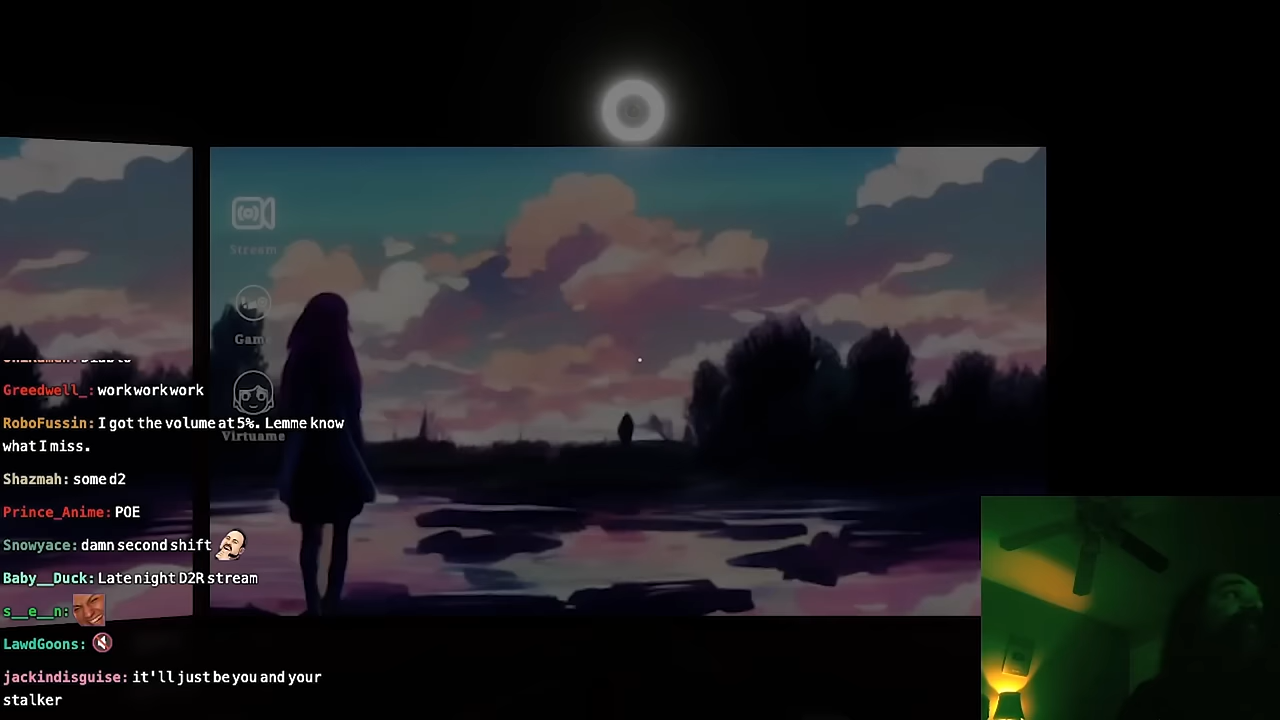 Stream
Game
Virtuame
Greedwell_: workworkwork
RoboFussin: I got the volume at 5%. Lemme know
what I miss.
Shazmah: some d2
Prince_Anime: POE
Snowyace: damn second shift
Baby__Duck: Late night D2R stream
s__e__n:
LawdGoons:
jackindisguise: it'll just be you and your
stalker